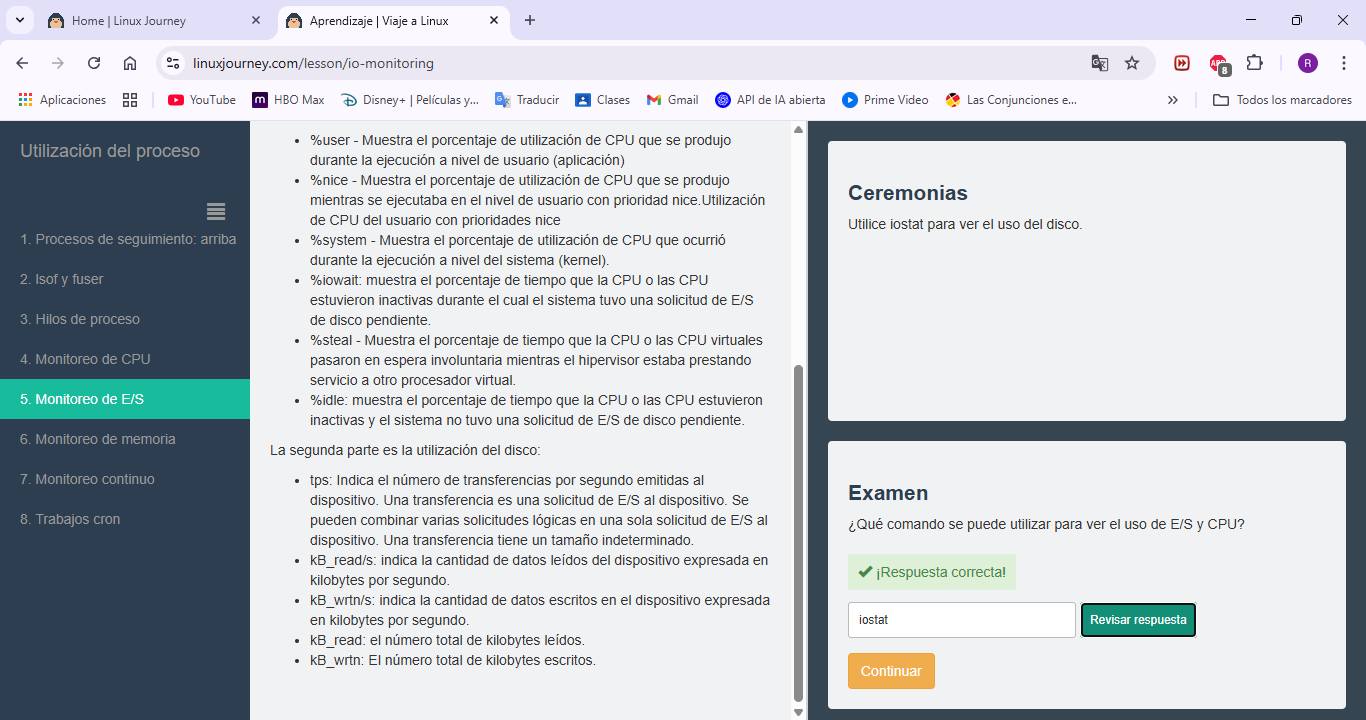 Home | Linux Journey
Aprendizaje | Viaje a Linux
linuxjourney.com/lesson/io-monitoring
ABP
8
R
Aplicaciones
YouTube
m HBO Max
Disney+ | Películas y...
Traducir
Clases
Gmail
API de IA abierta
Prime Video
Las Conjunciones e...
Todos los marcadores
Utilización del proceso
1. Procesos de seguimiento: arriba
2. lsof y fuser
3. Hilos de proceso
4. Monitoreo de CPU
5. Monitoreo de E/S
6. Monitoreo de memoria
7. Monitoreo continuo
8. Trabajos cron
%user - Muestra el porcentaje de utilización de CPU que se produjo
durante la ejecución a nivel de usuario (aplicación)
%nice - Muestra el porcentaje de utilización de CPU que se produjo
mientras se ejecutaba en el nivel de usuario con prioridad nice.Utilización
de CPU del usuario con prioridades nice
%system - Muestra el porcentaje de utilización de CPU que ocurrió
durante la ejecución a nivel del sistema (kernel).
%iowait: muestra el porcentaje de tiempo que la CPU o las CPU
estuvieron inactivas durante el cual el sistema tuvo una solicitud de E/S
de disco pendiente.
%steal - Muestra el porcentaje de tiempo que la CPU o las CPU virtuales
pasaron en espera involuntaria mientras el hipervisor estaba prestando
servicio a otro procesador virtual.
%idle: muestra el porcentaje de tiempo que la CPU o las CPU estuvieron
inactivas y el sistema no tuvo una solicitud de E/S de disco pendiente.
La segunda parte es la utilización del disco:
tps: Indica el número de transferencias por segundo emitidas al
dispositivo. Una transferencia es una solicitud de E/S al dispositivo. Se
pueden combinar varias solicitudes lógicas en una sola solicitud de E/S al
dispositivo. Una transferencia tiene un tamaño indeterminado.
kB_read/s: indica la cantidad de datos leídos del dispositivo expresada en
kilobytes por segundo.
kB_wrtn/s: indica la cantidad de datos escritos en el dispositivo expresada
en kilobytes por segundo.
kB_read: el número total de kilobytes leídos.
kB_wrtn: El número total de kilobytes escritos.
Ceremonias
Utilice iostat para ver el uso del disco.
Examen
¿Qué comando se puede utilizar para ver el uso de E/S y CPU?
¡Respuesta correcta!
iostat
Revisar respuesta
Continuar